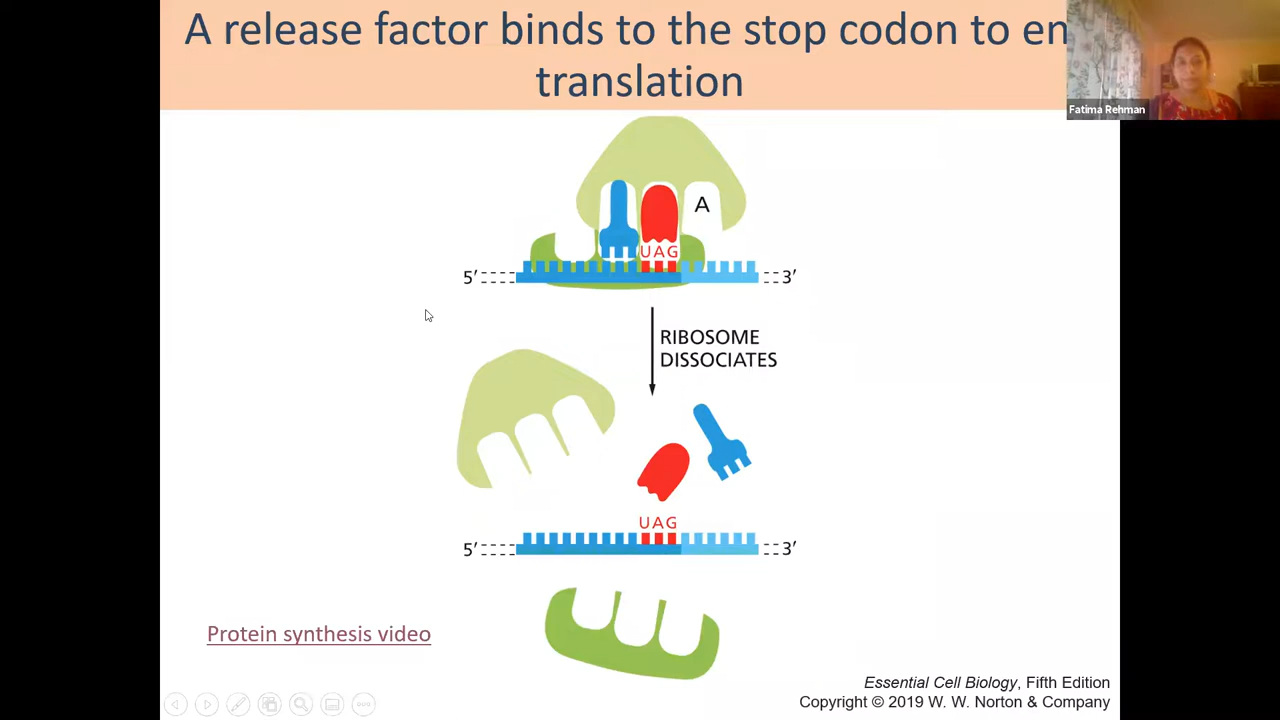 A release factor binds to the stop codon to en
translation
Fatima Rehman
A
UAG
5′
3′
RIBOSOME
DISSOCIATES
UAG
5′
3′
Protein synthesis video
Essential Cell Biology, Fifth Edition
Copyright © 2019 W. W. Norton & Company